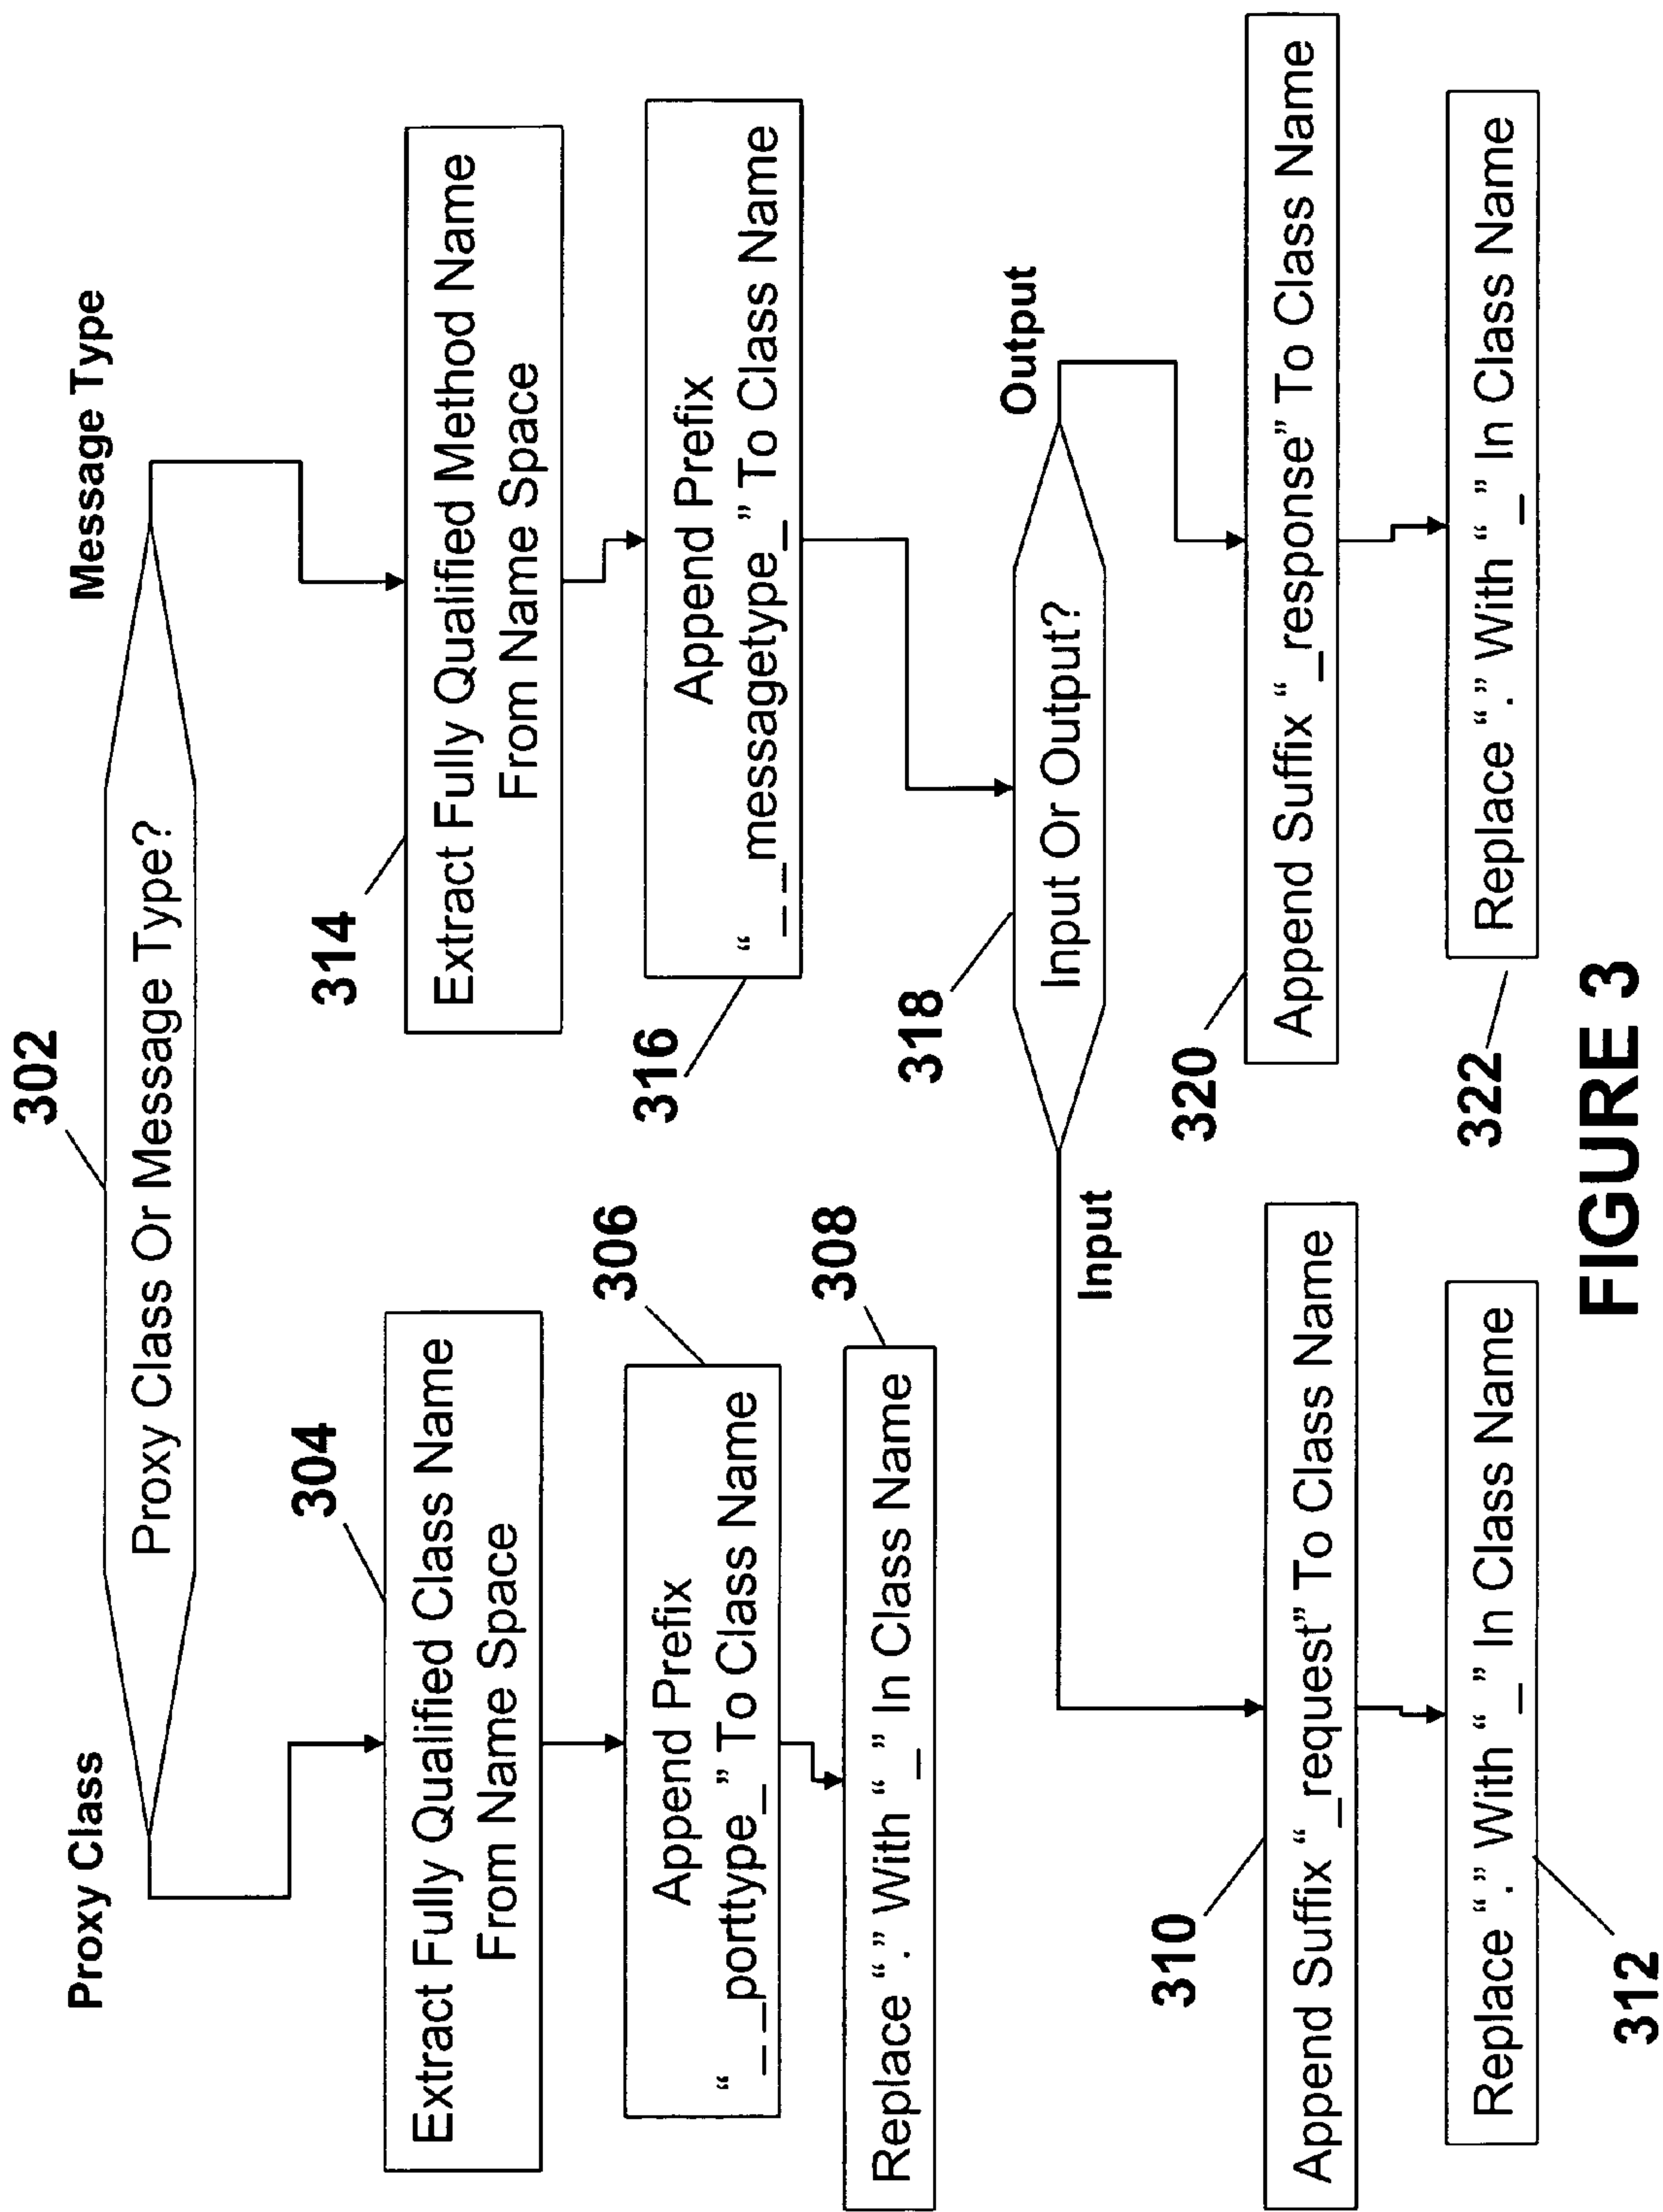 302
Proxy Class Or Message Type?
Proxy Class
Message Type
304
Extract Fully Qualified Class Name
From Name Space
306
Append Prefix
“_ _porttype_” To Class Name
308
Replace “.” With “_” In Class Name
314
Extract Fully Qualified Method Name
From Name Space
316
Append Prefix
“_ _messagetype_” To Class Name
318
Input Or Output?
Input
Output
310
Append Suffix “_request” To Class Name
312
Replace “.” With “_” In Class Name
320
Append Suffix “_response” To Class Name
322
Replace “.” With “_” In Class Name
FIGURE 3